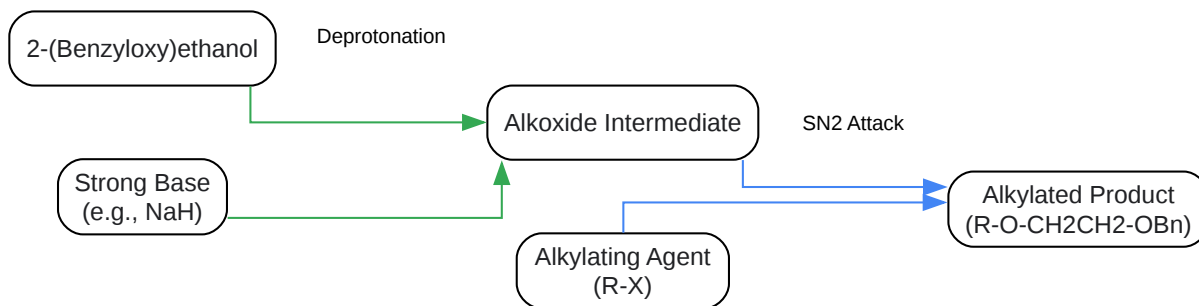 2-(Benzyloxy)ethanol
Deprotonation
Alkoxide Intermediate
SN2 Attack
Strong Base
(e.g., NaH)
Alkylated Product
(R-O-CH2CH2-OBn)
Alkylating Agent
(R-X)